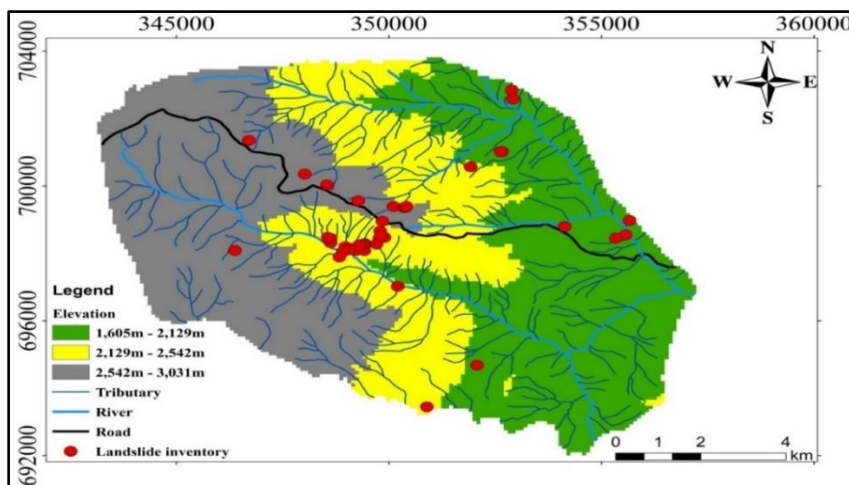 345000 350000 355000 360000
704000
N
W E
S
700000
696000
692000
Legend
Elevation
1,605m - 2,129m
2,129m - 2,542m
2,542m - 3,031m
Tributary
River
Road
Landslide inventory
0 1 2 4
km